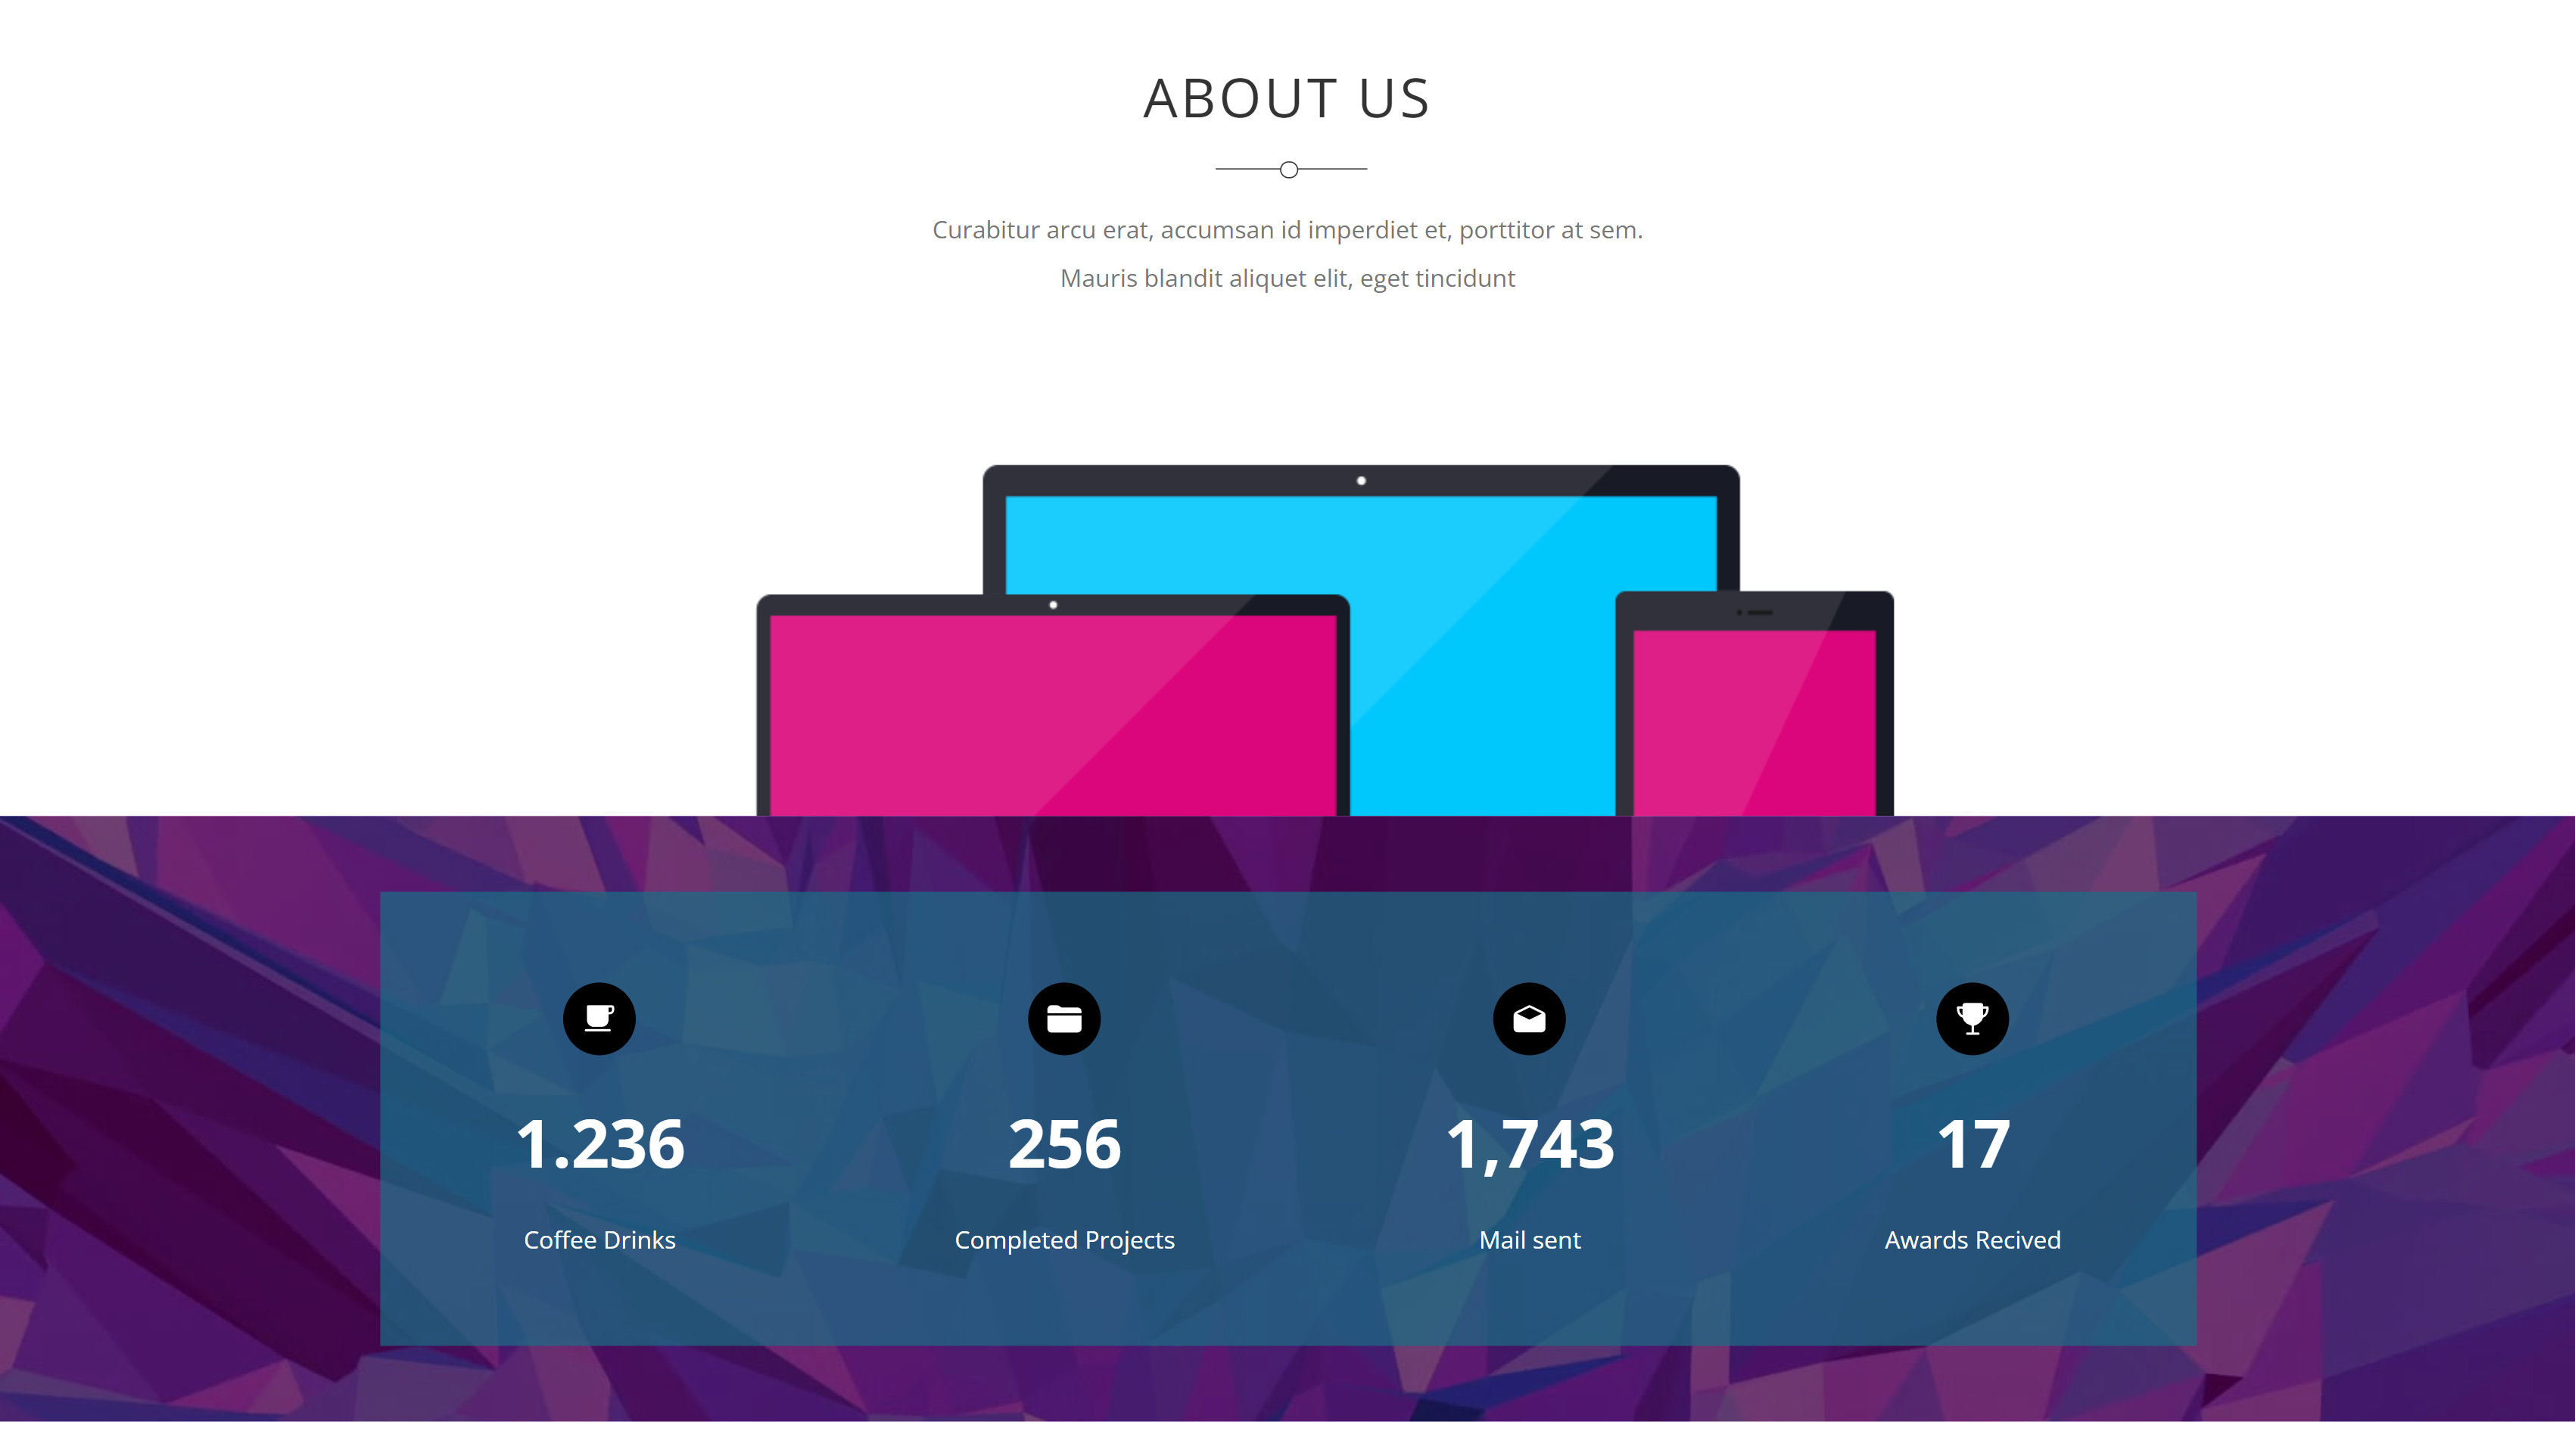 ABOUT US
Curabitur arcu erat, accumsan id imperdiet et, porttitor at sem.
Mauris blandit aliquet elit, eget tincidunt
1.236
256
1,743
17
Coffee Drinks
Completed Projects
Mail sent
Awards Recived